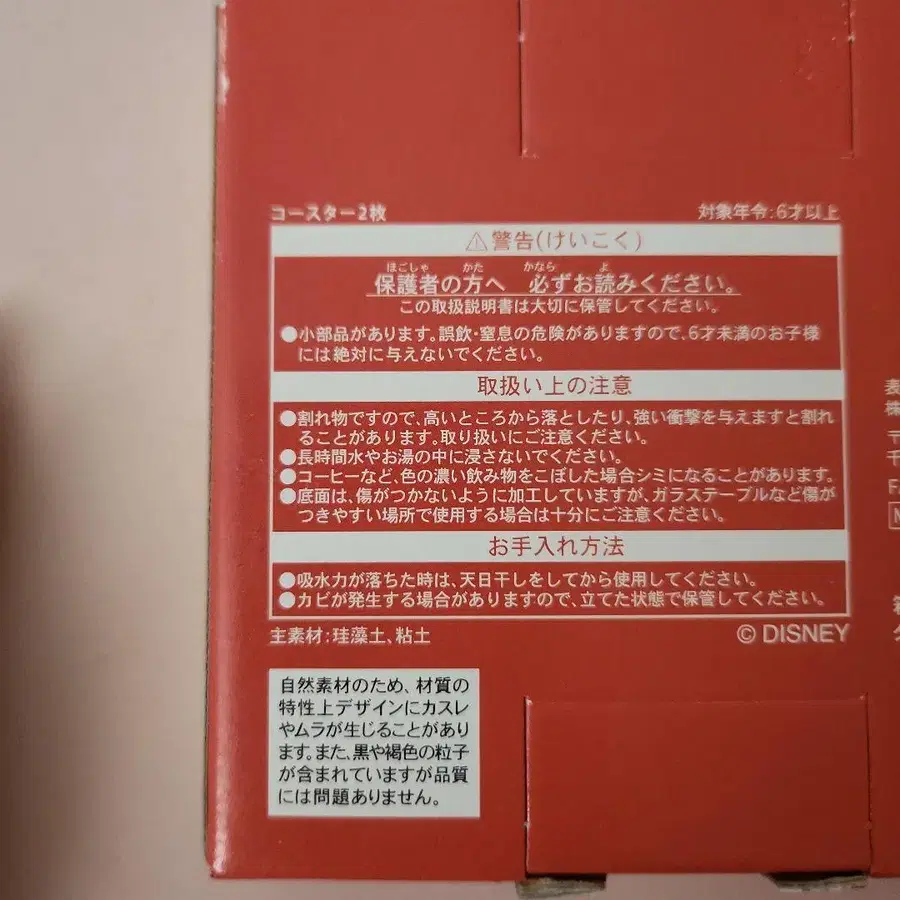 コースター2枚
対象年令:6才以上
⚠警告(けいこく)
保護者の方へ 必ずお読みください。
ほごしゃ かた かなら よ
この取扱説明書は大切に保管してください。
●小部品があります。誤飲・窒息の危険がありますので、6才未満のお子様
には絶対に与えないでください。
取扱い上の注意
●割れ物ですので、高いところから落としたり、強い衝撃を与えますと割れ
ることがあります。取り扱いにご注意ください。
●長時間水やお湯の中に浸さないでください。
●コーヒーなど、色の濃い飲み物をこぼした場合シミになることがあります。
●底面は、傷がつかないように加工していますが、ガラステーブルなど傷が
つきやすい場所で使用する場合は十分にご注意ください。
お手入れ方法
●吸水力が落ちた時は、天日干しをしてから使用してください。
●カビが発生する場合がありますので、立てた状態で保管してください。
主素材:珪藻土、粘土
© DISNEY
自然素材のため、材質の
特性上デザインにカスレ
やムラが生じることがあり
ます。また、黒や褐色の粒子
が含まれていますが品質
には問題ありません。
表
株
〒
千